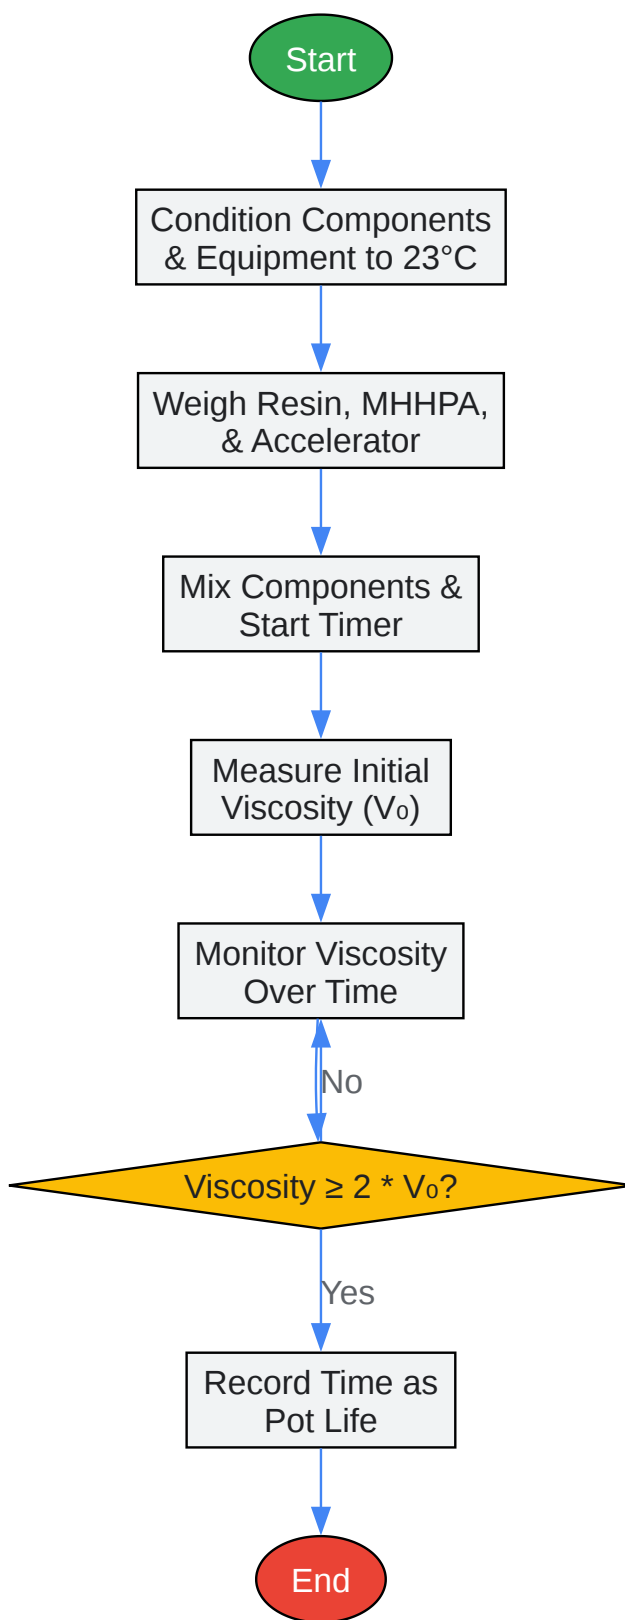 Start
Condition Components
& Equipment to 23°C
Weigh Resin, MHHPA,
& Accelerator
Mix Components &
Start Timer
Measure Initial
Viscosity (V₀)
Monitor Viscosity
Over Time
No
Viscosity ≥ 2 * V₀?
Yes
Record Time as
Pot Life
End